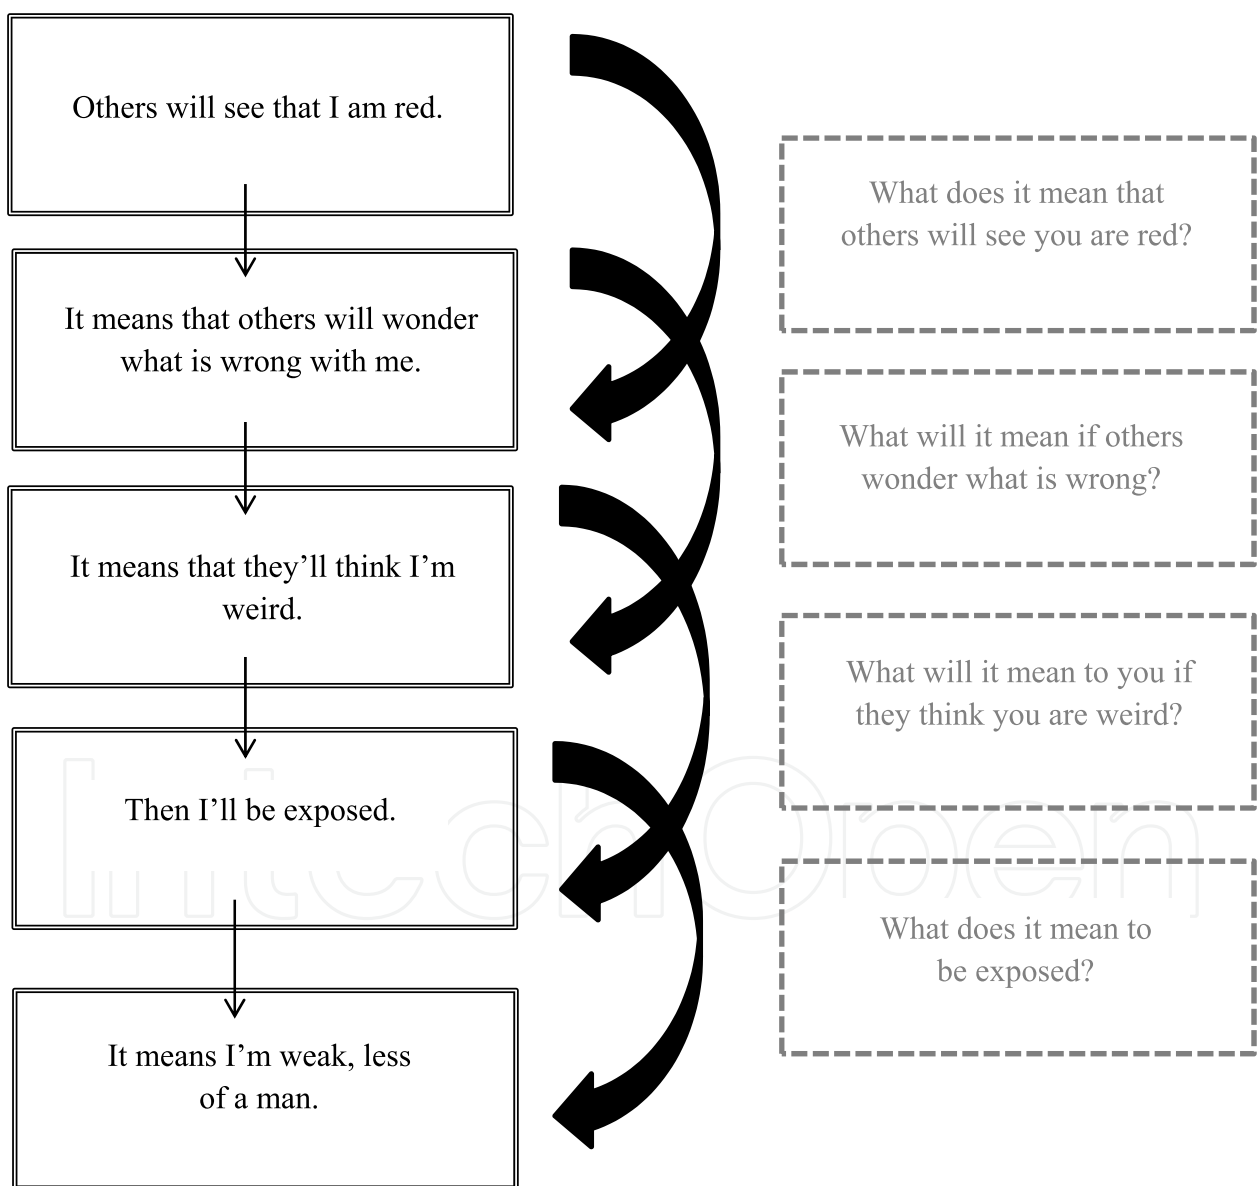 Others will see that I am red.
What does it mean that
others will see you are red?
It means that others will wonder
what is wrong with me.
What will it mean if others
wonder what is wrong?
It means that they’ll think I’m
weird.
What will it mean to you if
they think you are weird?
Then I’ll be exposed.
What does it mean to
be exposed?
It means I’m weak, less
of a man.
IntechOpen